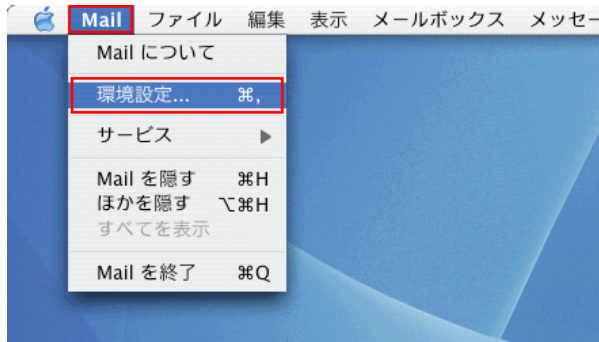 Mail ファイル 編集 表示 メールボックス メッセー
Mail について
環境設定... ⌘,
サービス ▶
Mail を隠す ⌘H
ほかを隠す ⌥⌘H
すべてを表示
Mail を終了 ⌘Q